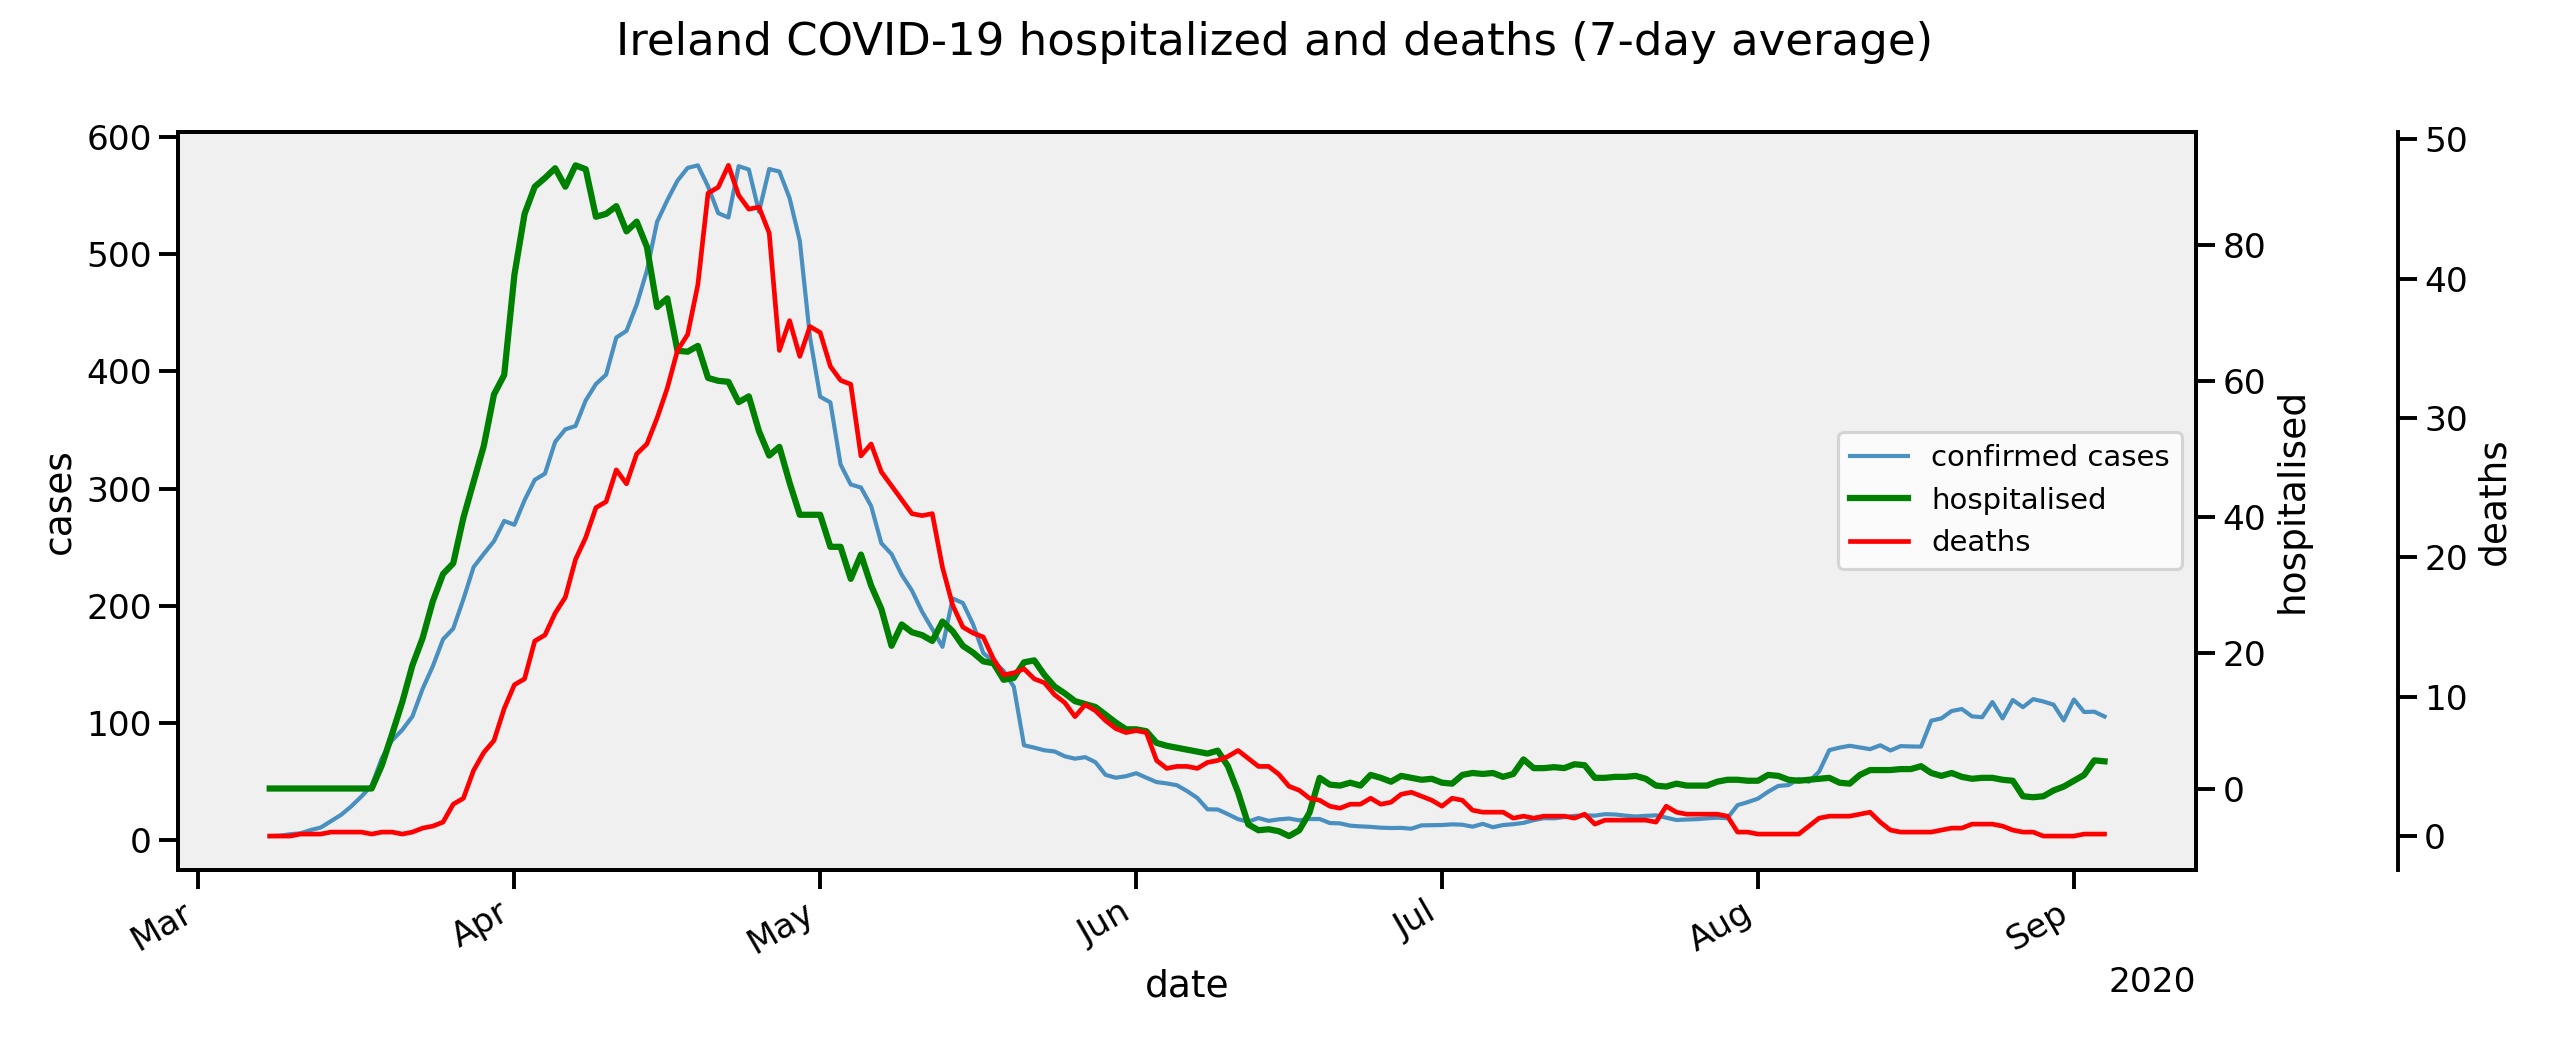 Ireland COVID-19 hospitalized and deaths (7-day average)
600
500
400
300
200
100
0
cases
80
60
40
20
0
hospitalised
50
40
30
20
10
0
deaths
confirmed cases
hospitalised
deaths
Mar
Apr
May
Jun
Jul
Aug
Sep
date
2020